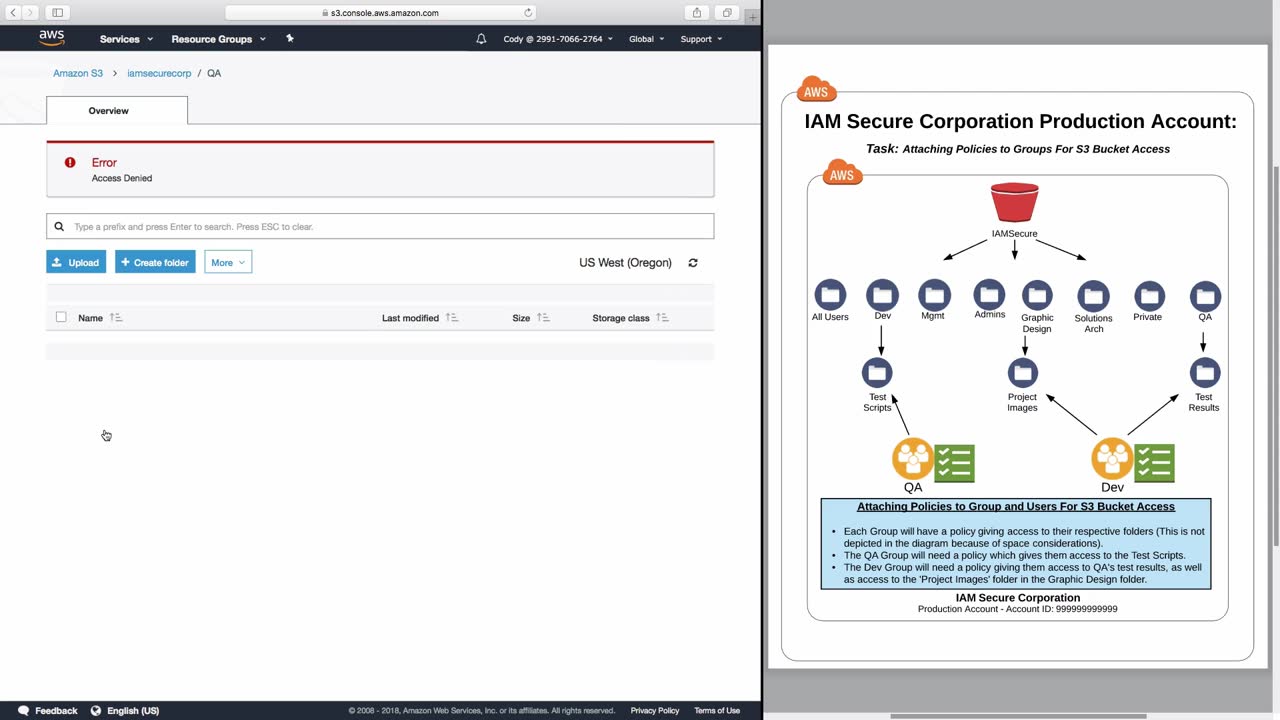 s3.console.aws.amazon.com
aws
Services
Resource Groups
Cody @ 2991-7066-2764
Global
Support
Amazon S3 > iamsecurecorp / QA
Overview
Error
Access Denied
Type a prefix and press Enter to search. Press ESC to clear.
Upload
+ Create folder
More
US West (Oregon)
Name
Last modified
Size
Storage class
Feedback
English (US)
© 2008 - 2018, Amazon Web Services, Inc. or its affiliates. All rights reserved.
Privacy Policy
Terms of Use
AWS
IAM Secure Corporation Production Account:
Task: Attaching Policies to Groups For S3 Bucket Access
AWS
IAMSecure
All Users
Dev
Mgmt
Admins
Graphic
Design
Solutions
Arch
Private
QA
Test
Scripts
Project
Images
Test
Results
QA
Dev
Attaching Policies to Group and Users For S3 Bucket Access
• Each Group will have a policy giving access to their respective folders (This is not
depicted in the diagram because of space considerations).
• The QA Group will need a policy which gives them access to the Test Scripts.
• The Dev Group will need a policy giving them access to QA's test results, as well
as access to the 'Project Images' folder in the Graphic Design folder.
IAM Secure Corporation
Production Account - Account ID: 999999999999